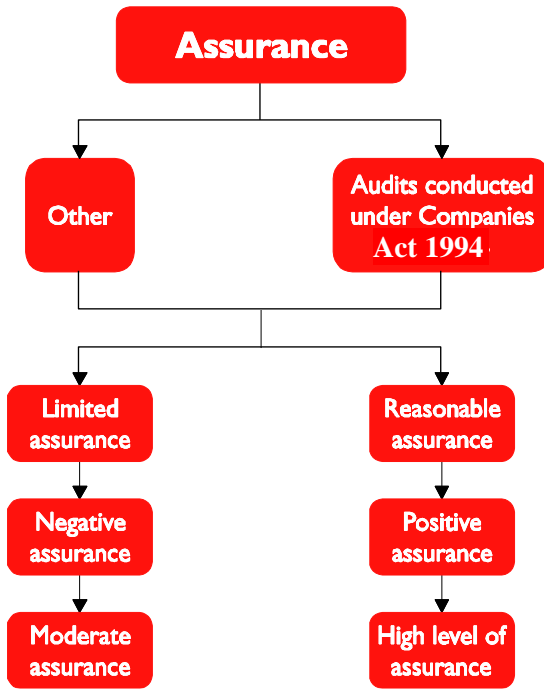 Assurance
Other
Audits conducted
under Companies
Act 1994
Limited
assurance
Reasonable
assurance
Negative
assurance
Positive
assurance
Moderate
assurance
High level of
assurance